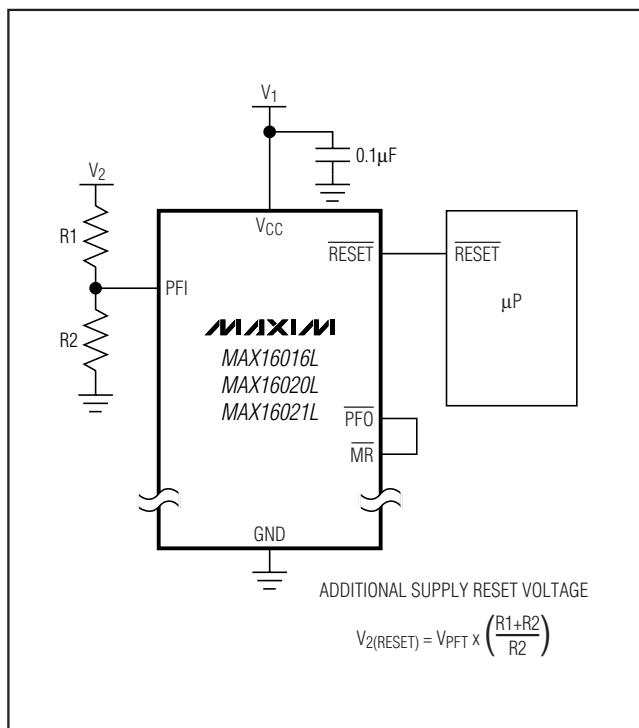 V1
0.1µF
V2
VCC
R1
RESET
RESET
PFI
µP
R2
MAXIM
MAX16016L
MAX16020L
MAX16021L
PFO
MR
GND
ADDITIONAL SUPPLY RESET VOLTAGE
V2(RESET) = VPFT x (R1+R2/R2)